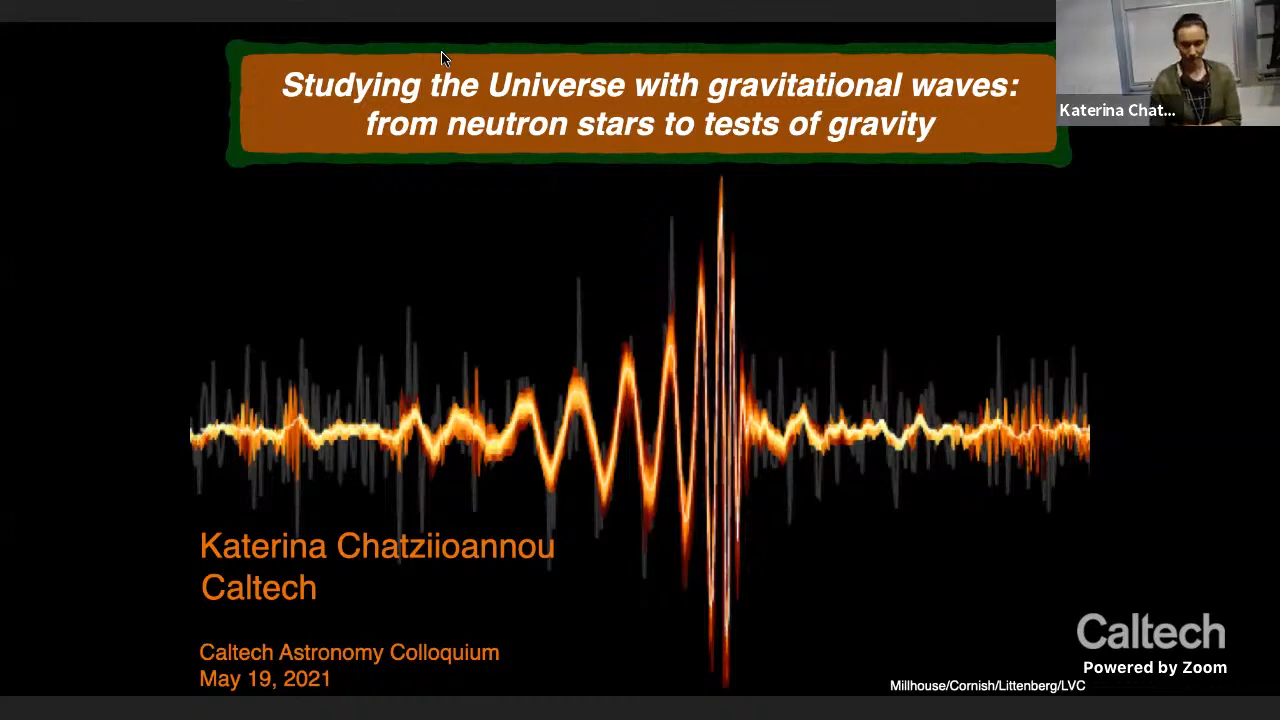 Studying the Universe with gravitational waves:
from neutron stars to tests of gravity
Katerina Chat...
Katerina Chatziioannou
Caltech
Caltech Astronomy Colloquium
May 19, 2021
Caltech
Powered by Zoom
Millhouse/Cornish/Littenberg/LVC